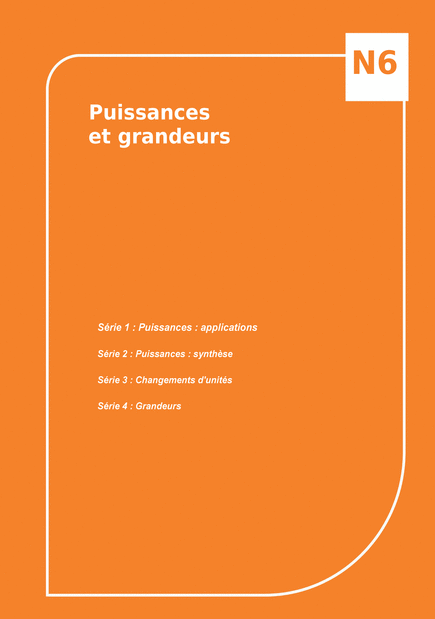 N6
Puissances
et grandeurs
Série 1 : Puissances : applications
Série 2 : Puissances : synthèse
Série 3 : Changements d'unités
Série 4 : Grandeurs